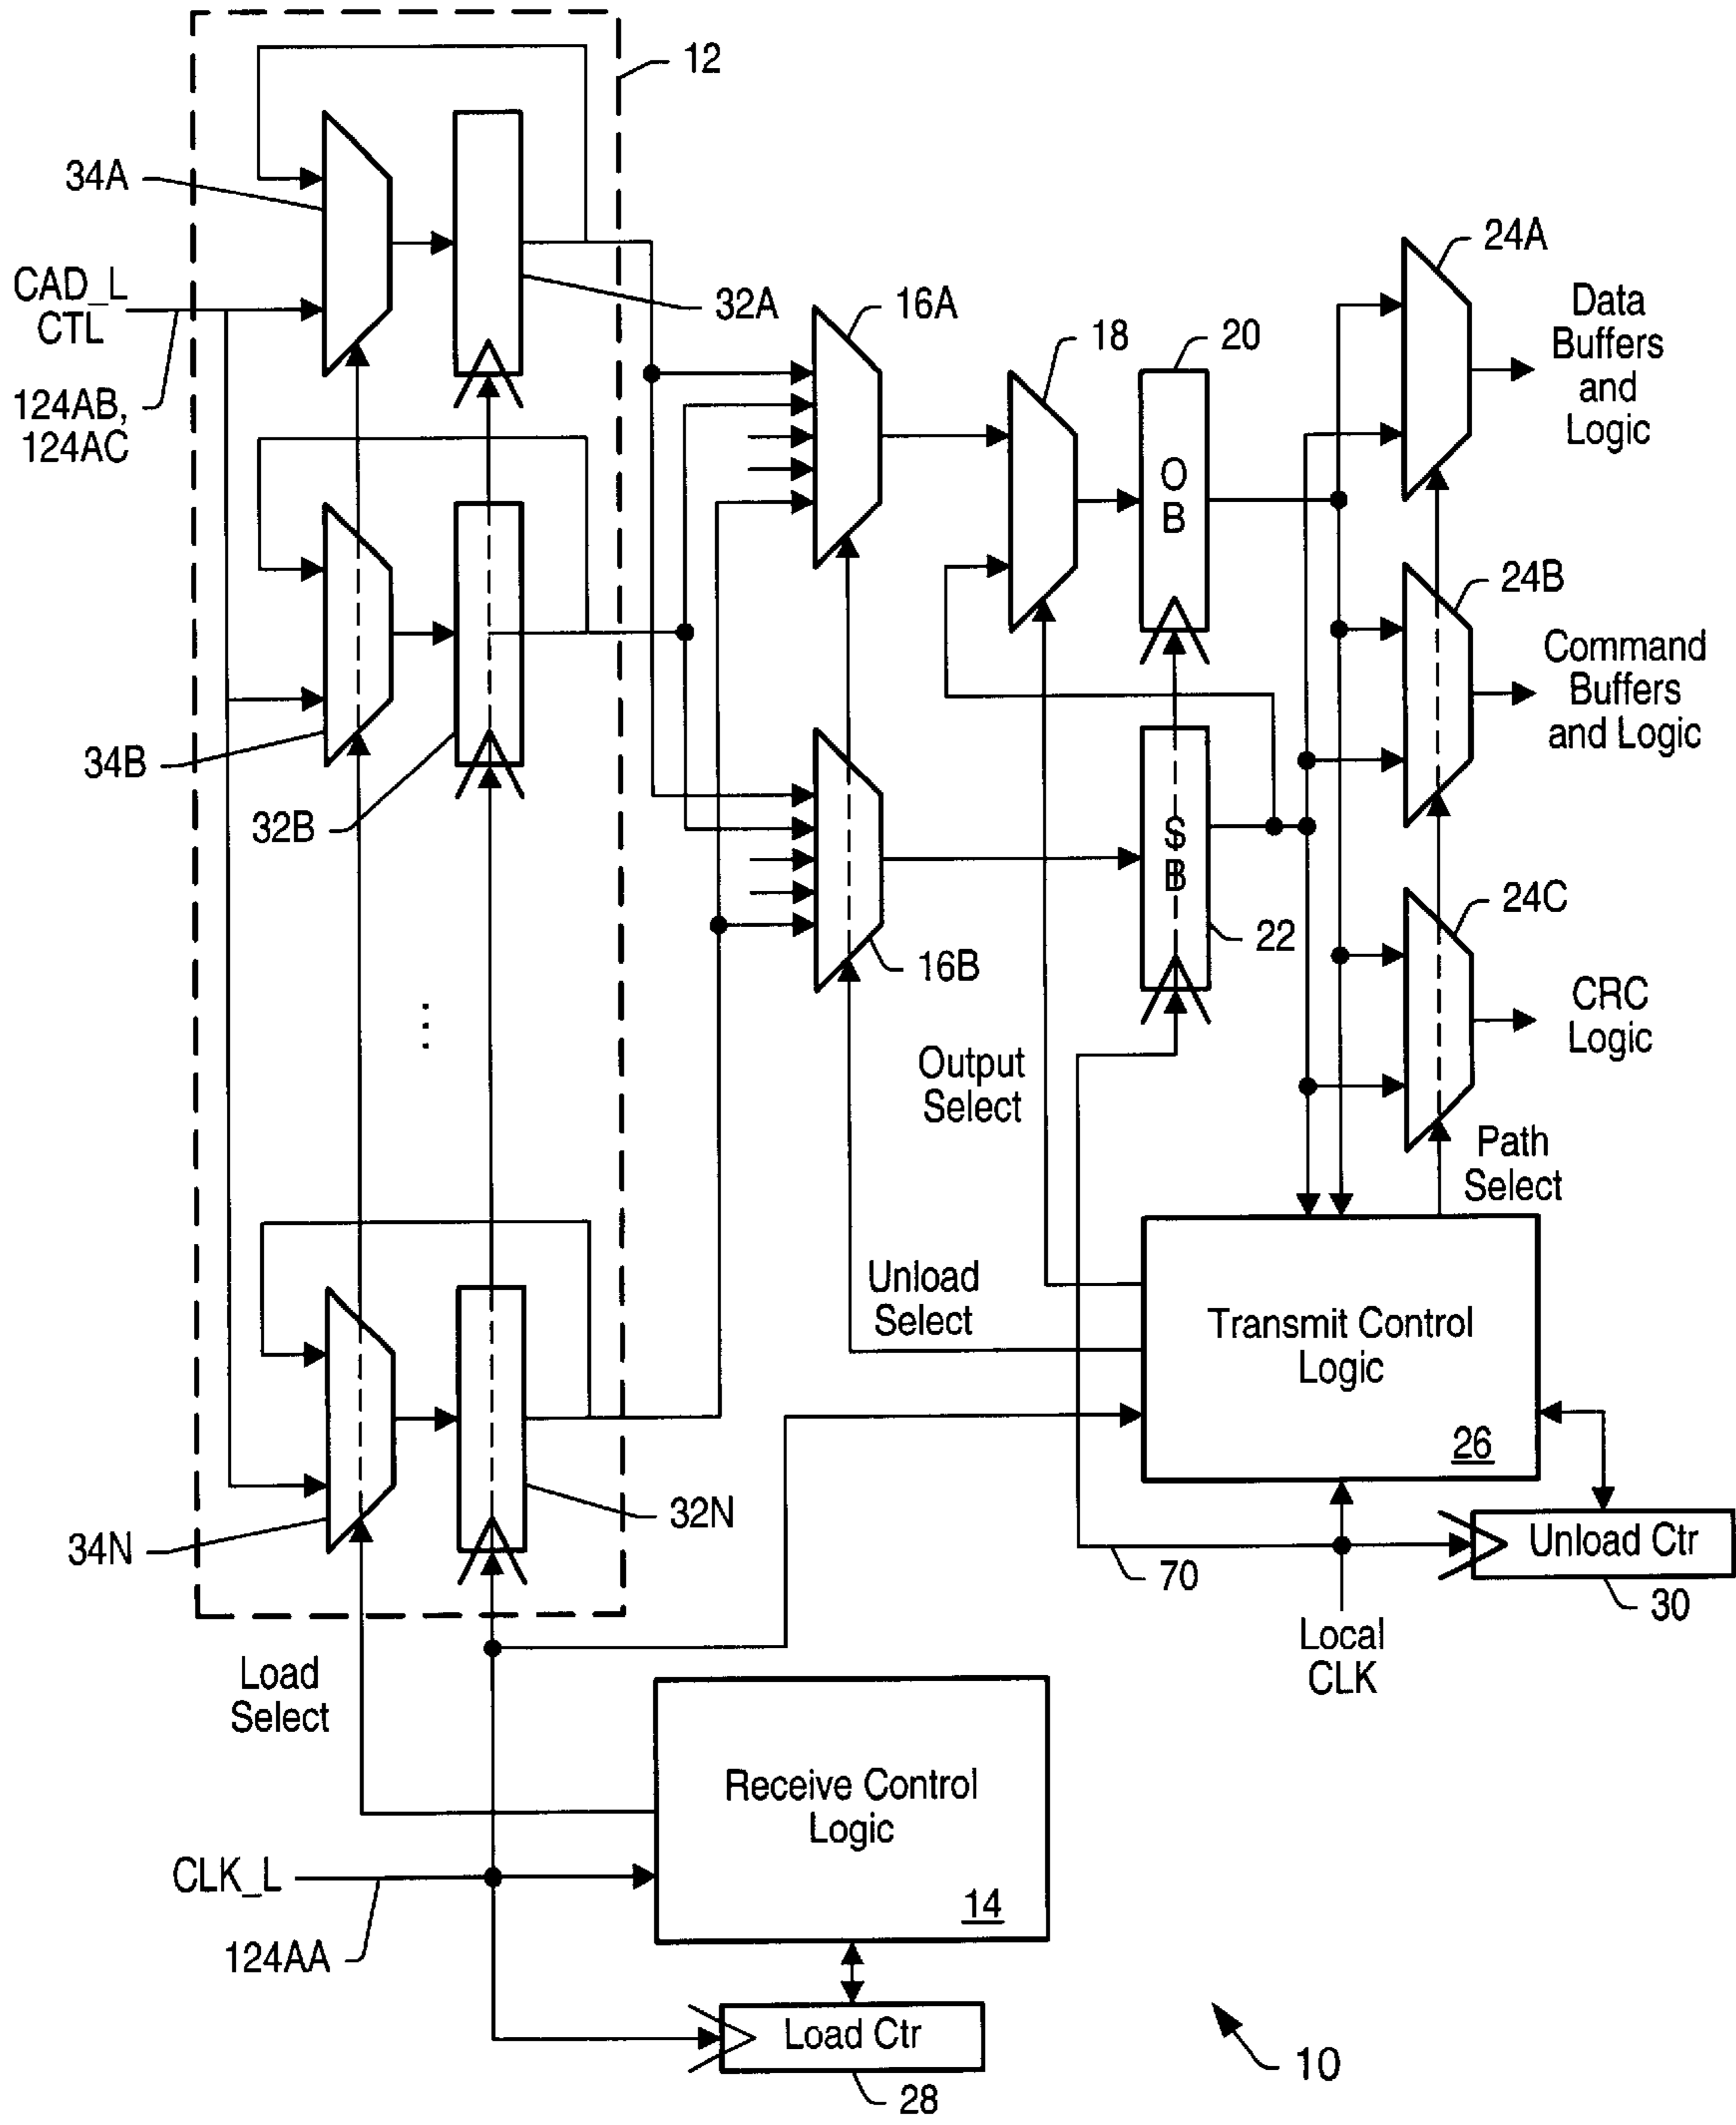 12
34A
CAD_L
CTL
124AB,
124AC
32A
16A
18
20
24A
Data
Buffers
and
Logic
O
B
24B
Command
Buffers
and Logic
34B
32B
S
B
22
16B
24C
CRC
Logic
Output
Select
Path
Select
Unload
Select
Transmit Control
Logic
26
34N
32N
70
Unload Ctr
30
Local
CLK
Load
Select
Receive Control
Logic
14
CLK_L
124AA
Load Ctr
28
10